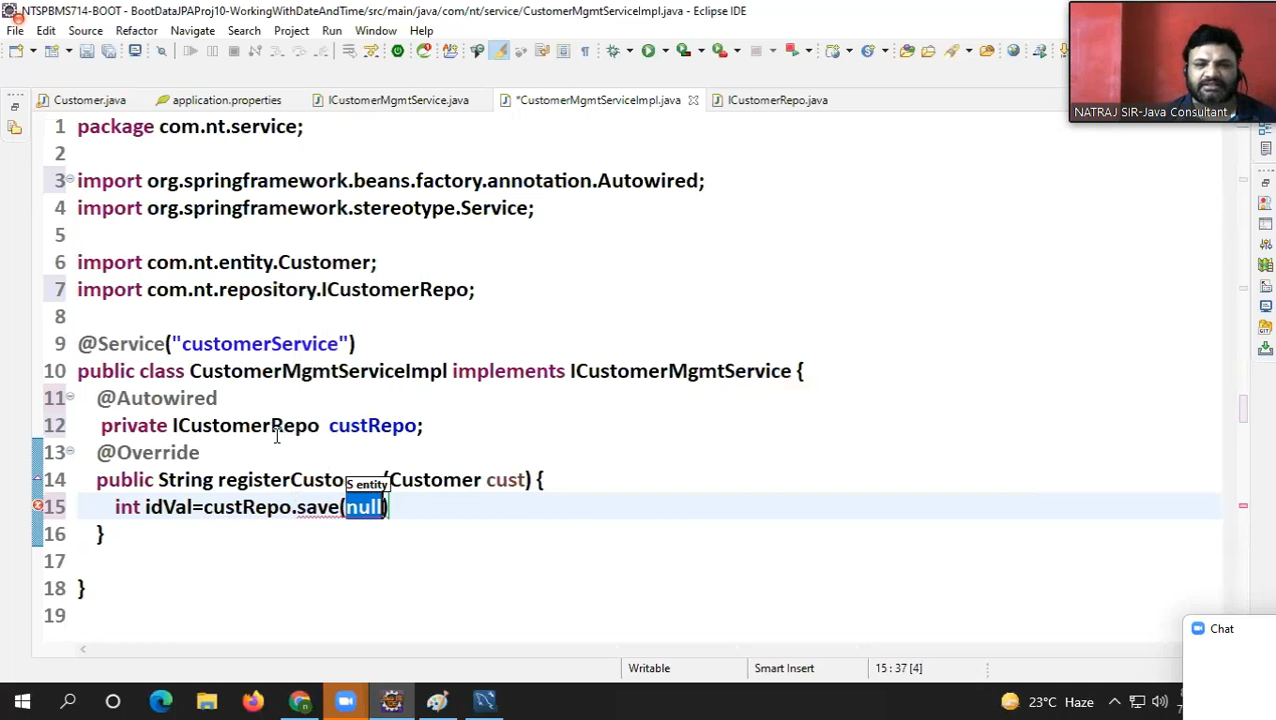 NTSPBMS714-BOOT - BootDataJPAProj10-WorkingWithDateAndTime/src/main/java/com/nt/service/CustomerMgmtServiceImpl.java - Eclipse IDE
File Edit Source Refactor Navigate Search Project Run Window Help
Customer.java application.properties ICustomerMgmtService.java *CustomerMgmtServiceImpl.java ICustomerRepo.java
NATRAJ SIR-Java Consultant
1 package com.nt.service;
2
3 import org.springframework.beans.factory.annotation.Autowired;
4 import org.springframework.stereotype.Service;
5
6 import com.nt.entity.Customer;
7 import com.nt.repository.ICustomerRepo;
8
9 @Service("customerService")
10 public class CustomerMgmtServiceImpl implements ICustomerMgmtService {
11 @Autowired
12 private ICustomerRepo custRepo;
13 @Override
14 public String registerCusto (Customer cust) {
S entity
15 int idVal=custRepo.save(null)
16 }
17
18 }
19
Chat
Writable Smart Insert 15 : 37 [4]
23°C Haze